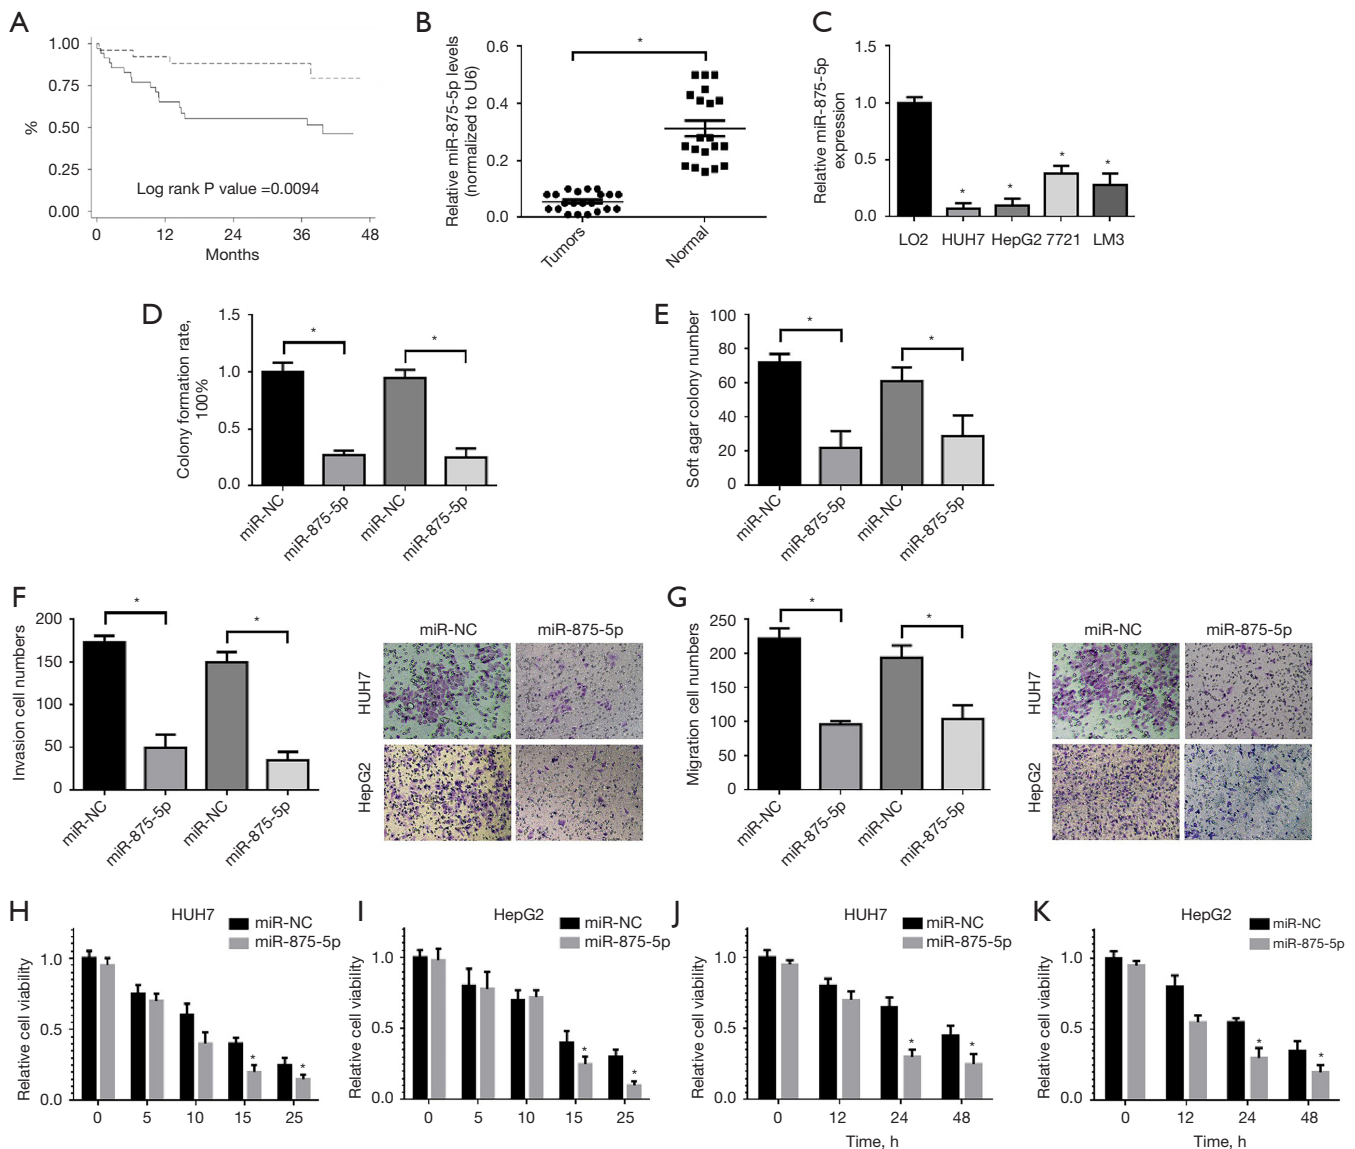 A
%
1.00
0.75
0.50
0.25
0.00
Log rank P value =0.0094
0 12 24 36 48
Months
B
Relative miR-875-5p levels
(normalized to U6)
0.6
0.4
0.2
0.0
*
Tumors Normal
C
Relative miR-875-5p
expression
1.5
1.0
0.5
0.0
* * * *
LO2 HUH7 HepG2 7721 LM3
D
Colony formation rate,
100%
1.5
1.0
0.5
0.0
* *
miR-NC miR-875-5p miR-NC miR-875-5p
E
Soft agar colony number
100
80
60
40
20
0
* *
miR-NC miR-875-5p miR-NC miR-875-5p
F
Invasion cell numbers
200
150
100
50
0
* *
miR-NC miR-875-5p miR-NC miR-875-5p
miR-NC miR-875-5p
HUH7
HepG2
G
Migration cell numbers
250
200
150
100
50
0
* *
miR-NC miR-875-5p miR-NC miR-875-5p
miR-NC miR-875-5p
HUH7
HepG2
H
HUH7
miR-NC
miR-875-5p
Relative cell viability
1.0
0.5
0.0
* *
0 5 10 15 25
I
HepG2
miR-NC
miR-875-5p
Relative cell viability
1.0
0.5
0.0
* *
0 5 10 15 25
J
HUH7
miR-NC
miR-875-5p
Relative cell viability
1.0
0.5
0.0
* *
0 12 24 48
Time, h
K
HepG2
miR-NC
miR-875-5p
Relative cell viability
1.0
0.5
0.0
* *
0 12 24 48
Time, h